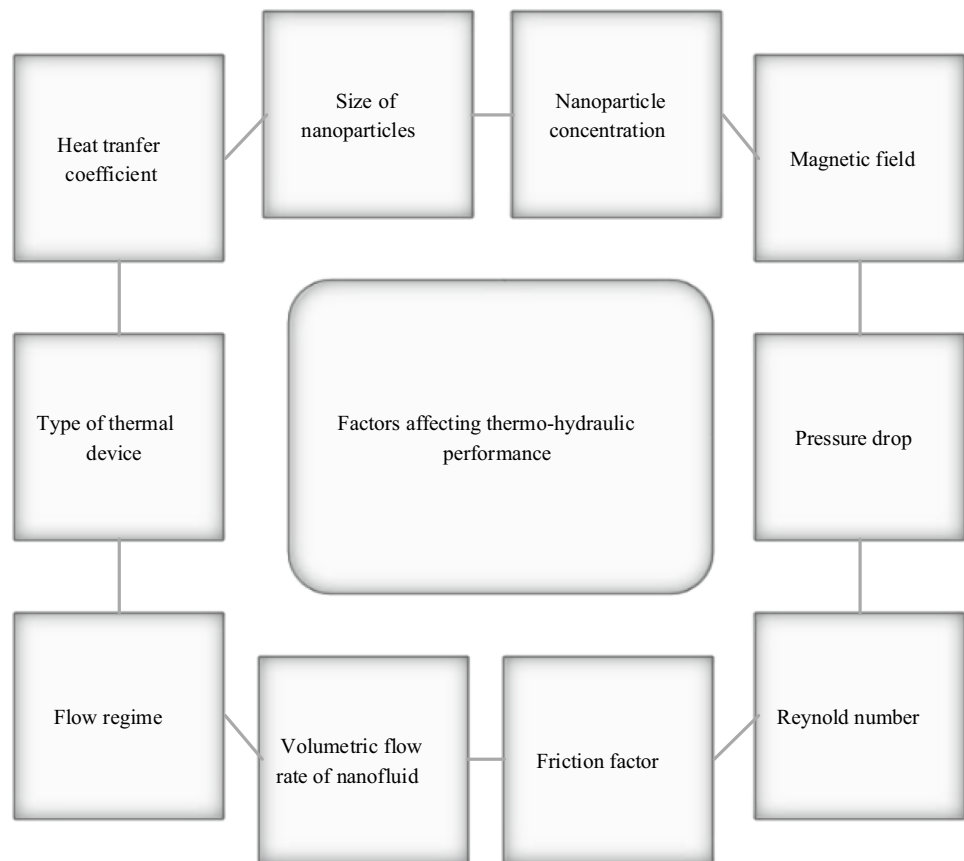 Size of
nanoparticles
Nanoparticle
concentration
Heat tranfer
coefficient
Magnetic field
Type of thermal
device
Factors affecting thermo-hydraulic
performance
Pressure drop
Flow regime
Volumetric flow
rate of nanofluid
Friction factor
Reynold number